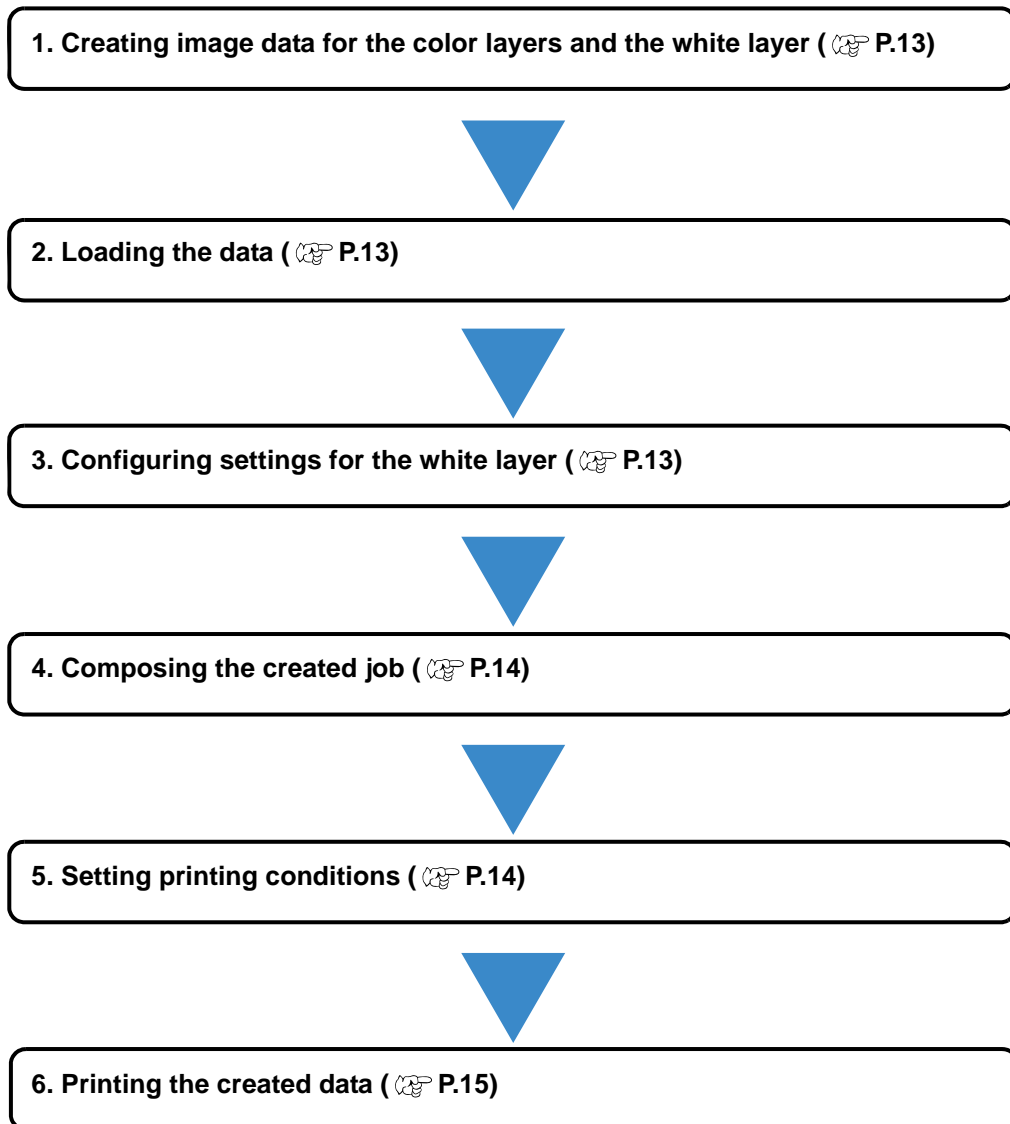 1. Creating image data for the color layers and the white layer ( ☞ P.13)
2. Loading the data ( ☞ P.13)
3. Configuring settings for the white layer ( ☞ P.13)
4. Composing the created job ( ☞ P.14)
5. Setting printing conditions ( ☞ P.14)
6. Printing the created data ( ☞ P.15)